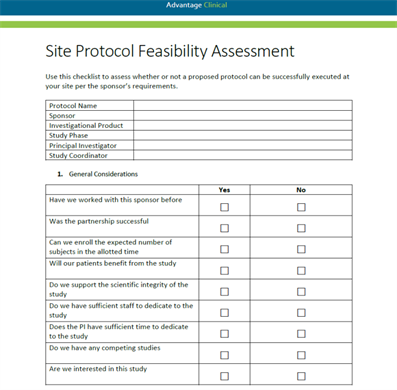 Advantage Clinical
Site Protocol Feasibility Assessment
Use this checklist to assess whether or not a proposed protocol can be successfully executed at
your site per the sponsor's requirements.
Protocol Name
Sponsor
Investigational Product
Study Phase
Principal Investigator
Study Coordinator
1. General Considerations
Yes No
Have we worked with this sponsor before
Was the partnership successful
Can we enroll the expected number of
subjects in the allotted time
Will our patients benefit from the study
Do we support the scientific integrity of the
study
Do we have sufficient staff to dedicate to the
study
Does the PI have sufficient time to dedicate
to the study
Do we have any competing studies
Are we interested in this study